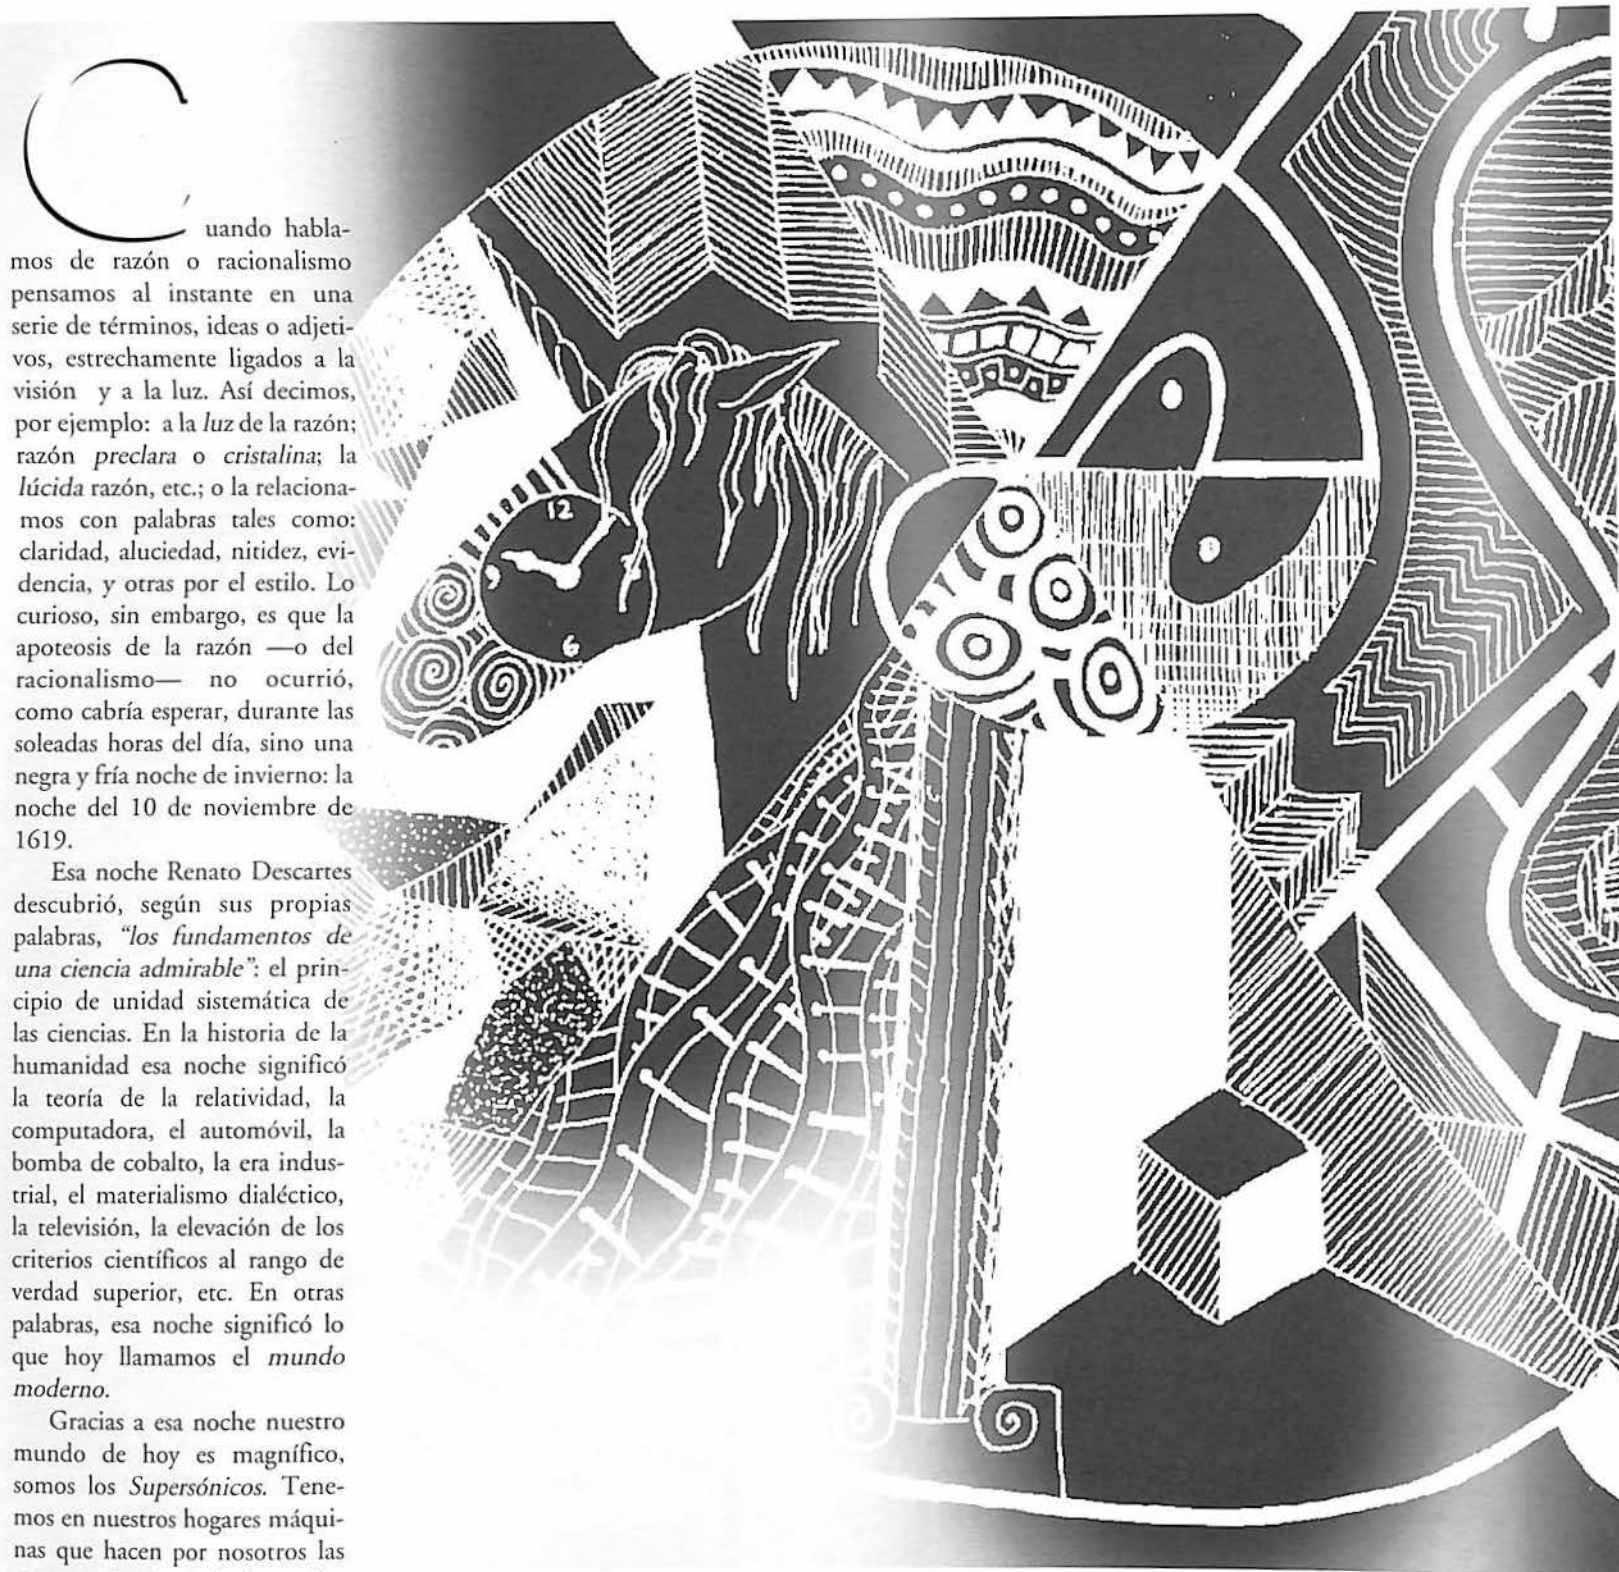 Cuando habla-
mos de razón o racionalismo
pensamos al instante en una
serie de términos, ideas o adjeti-
vos, estrechamente ligados a la
visión y a la luz. Así decimos,
por ejemplo: a la luz de la razón;
razón preclara o cristalina; la
lúcida razón, etc.; o la relaciona-
mos con palabras tales como:
claridad, aluciedad, nitidez, evi-
dencia, y otras por el estilo. Lo
curioso, sin embargo, es que la
apoteosis de la razón —o del
racionalismo— no ocurrió,
como cabría esperar, durante las
soleadas horas del día, sino una
negra y fría noche de invierno: la
noche del 10 de noviembre de
1619.
Esa noche Renato Descartes
descubrió, según sus propias
palabras, "los fundamentos de
una ciencia admirable": el prin-
cipio de unidad sistemática de
las ciencias. En la historia de la
humanidad esa noche significó
la teoría de la relatividad, la
computadora, el automóvil, la
bomba de cobalto, la era indus-
trial, el materialismo dialéctico,
la televisión, la elevación de los
criterios científicos al rango de
verdad superior, etc. En otras
palabras, esa noche significó lo
que hoy llamamos el mundo
moderno.
Gracias a esa noche nuestro
mundo de hoy es magnífico,
somos los Supersónicos. Tene-
mos en nuestros hogares máqui-
nas que hacen por nosotros las
12
9
6